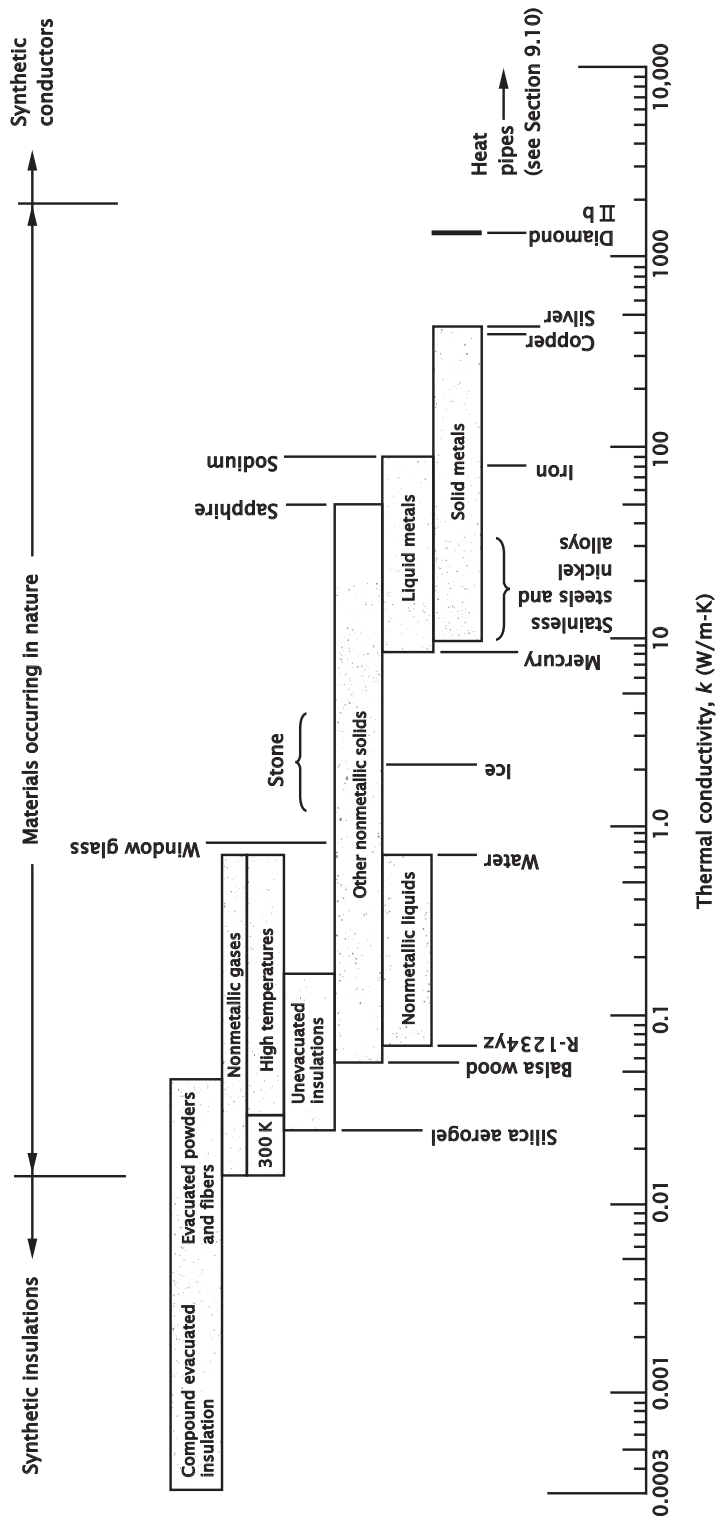 Synthetic insulations
Materials occurring in nature
Synthetic
conductors
Compound evacuated
insulation
Evacuated powders
and fibers
Nonmetallic gases
300 K
High temperatures
Unevacuated
insulations
Window glass
Stone
Sapphire
Sodium
Other nonmetallic solids
Silica aerogel
Balsa wood
R-1234yz
Nonmetallic liquids
Water
Ice
Liquid metals
Mercury
Solid metals
Stainless
steels and
nickel
alloys
Iron
Copper
Silver
Diamond
II b
Heat
pipes
(see Section 9.10)
0.0003
0.001
0.01
0.1
1.0
10
100
1000
10,000
Thermal conductivity, k (W/m-K)